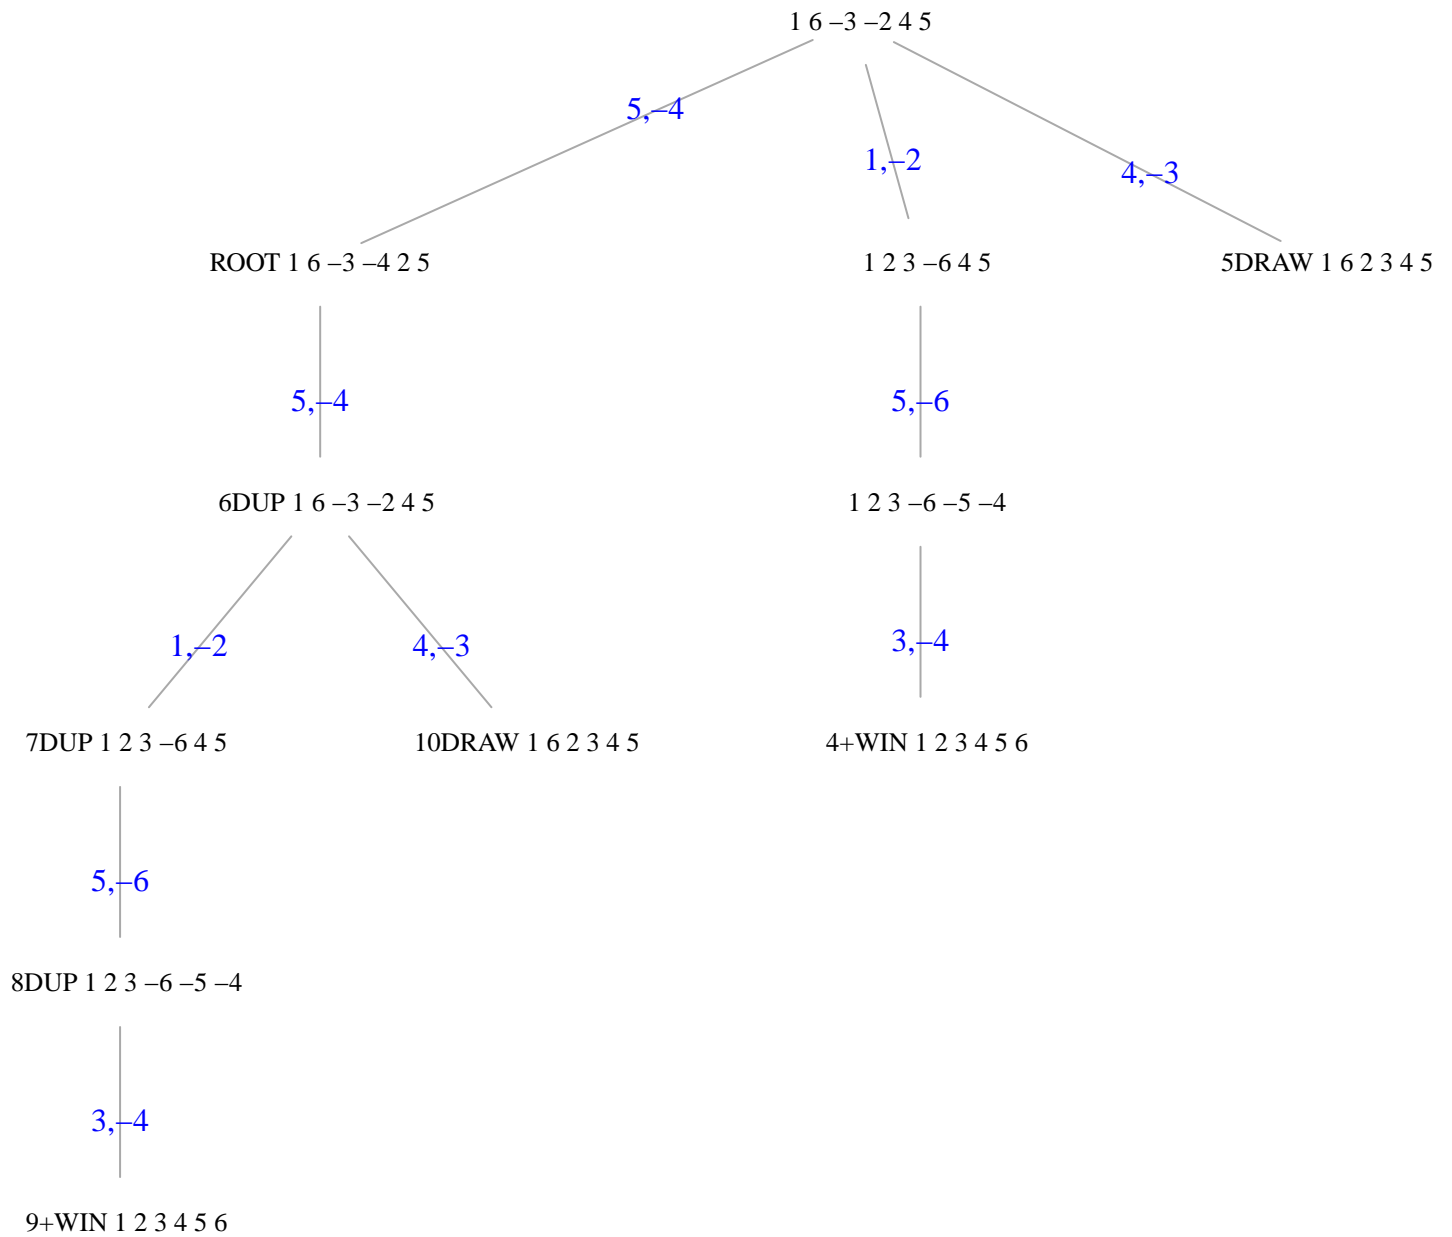 1 6 –3 –2 4 5
5,–4
1,–2
4,–3
ROOT 1 6 –3 –4 2 5
1 2 3 –6 4 5
5DRAW 1 6 2 3 4 5
5,–4
5,–6
6DUP 1 6 –3 –2 4 5
1 2 3 –6 –5 –4
1,–2
4,–3
3,–4
7DUP 1 2 3 –6 4 5
10DRAW 1 6 2 3 4 5
4+WIN 1 2 3 4 5 6
5,–6
8DUP 1 2 3 –6 –5 –4
3,–4
9+WIN 1 2 3 4 5 6